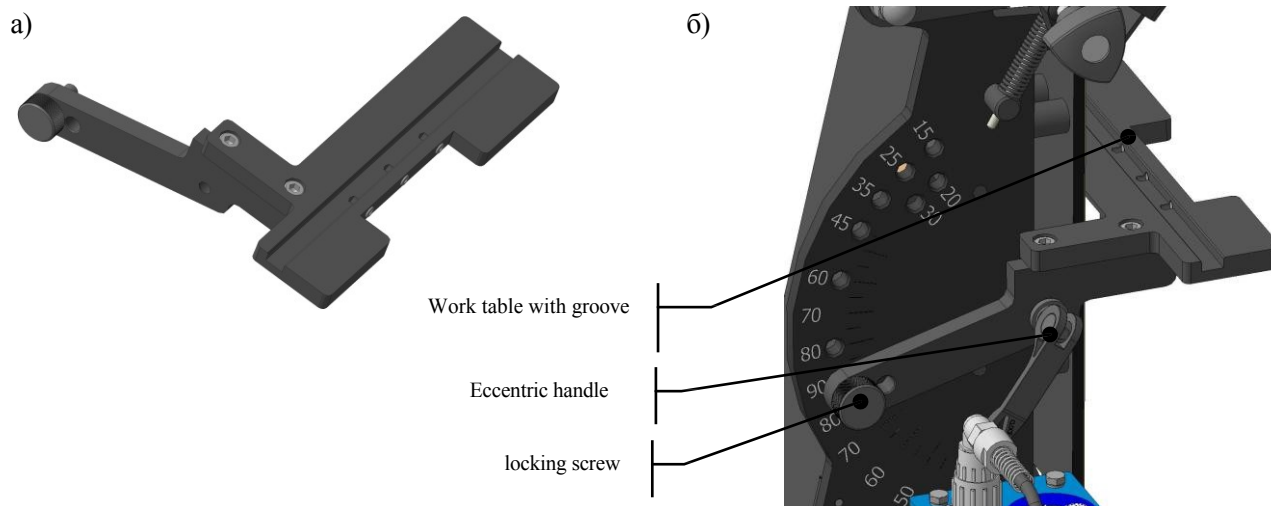 а)
б)
15
25
20
35
30
45
60
70
80
90
80
70
60
50
Work table with groove
Eccentric handle
locking screw